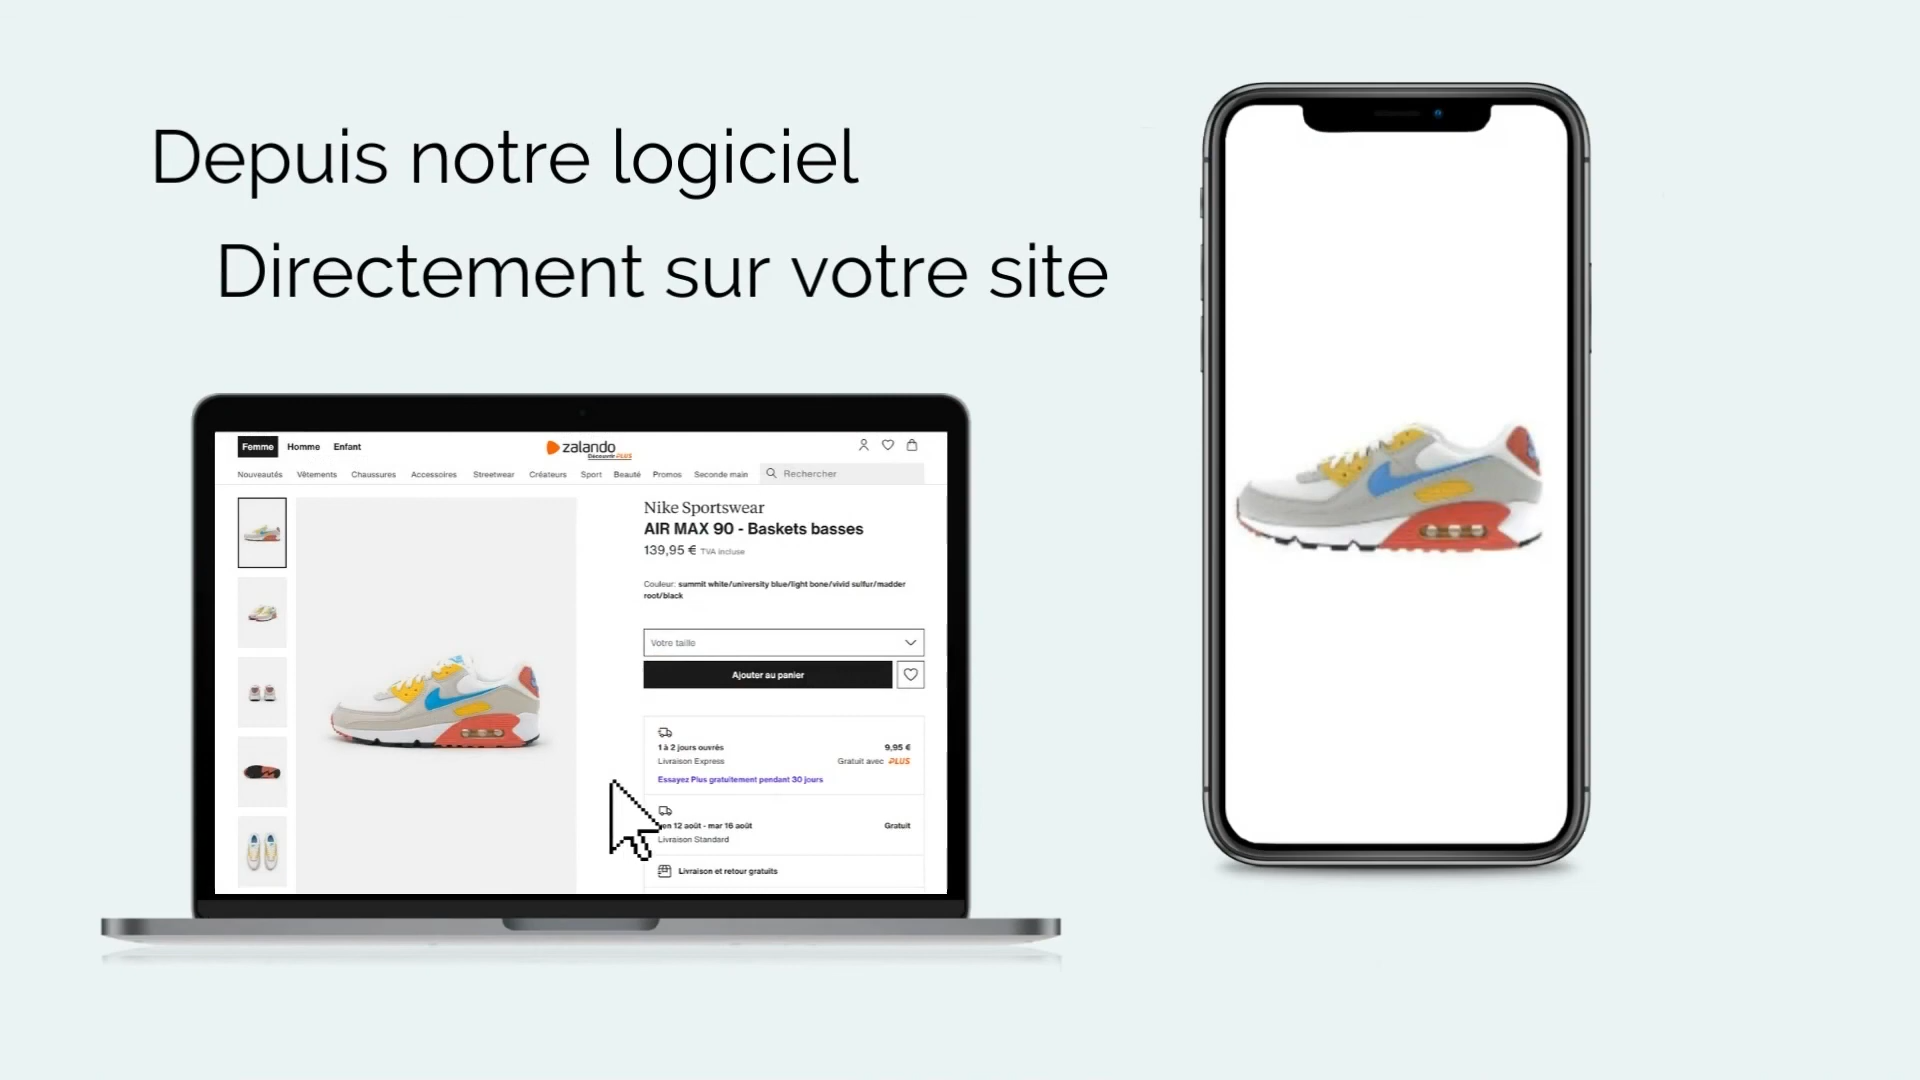 Depuis notre logiciel
Directement sur votre site
Femme Homme Enfant
zalando
Découvrir PLUS
Nouveautés Vêtements Chaussures Accessoires Streetwear Créateurs Sport Beauté Promos Seconde main Rechercher
Nike Sportswear
AIR MAX 90 - Baskets basses
139,95 € TVA incluse
Couleur: summit white/university blue/light bone/vivid sulfur/madder
root/black
Votre taille
Ajouter au panier
1 à 2 jours ouvrés 9,95 €
Livraison Express Gratuit avec PLUS
Essayez Plus gratuitement pendant 30 jours
12 août - mar 16 août Gratuit
Livraison Standard
Livraison et retour gratuits